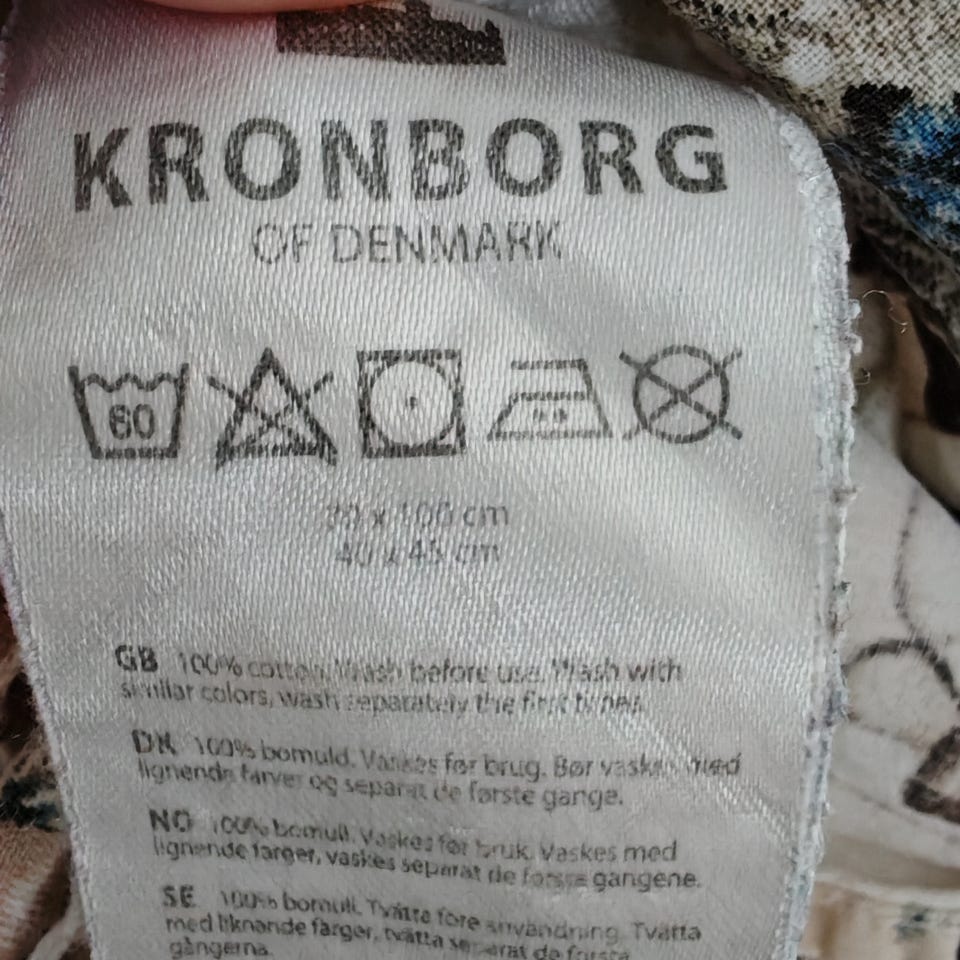 KRONBORG
OF DENMARK
60
70 x 100 cm
40 x 45 cm
GB 100% cotton. Wash before use. Wash with
similar colors, wash separately the first times.
DK 100% bomuld. Vaskes før brug. Bør vaskes med
lignende farver og separat de første gange.
NO 100% bomull. Vaskes før bruk. Vaskes med
lignende farger, vaskes separat de første gangene.
SE 100% bomull. Tvätta före användning. Tvätta
med liknande färger, tvätta separat de första
gångerna.